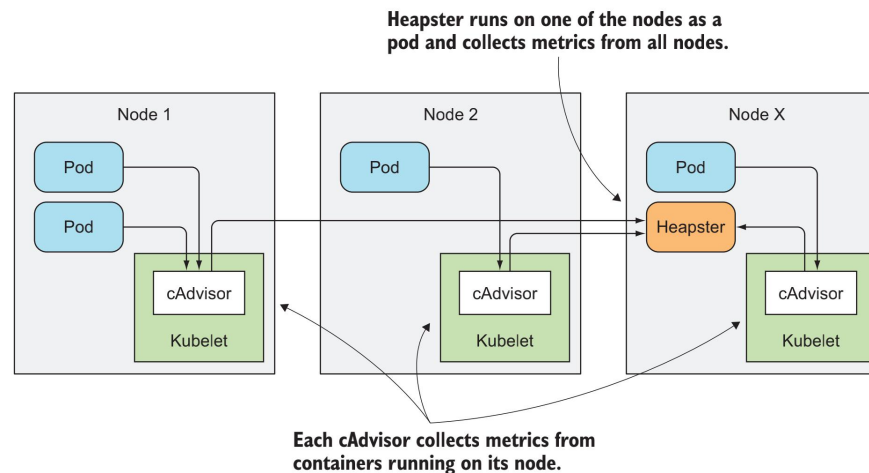 Heapster runs on one of the nodes as a
pod and collects metrics from all nodes.
Node 1
Pod
Pod
cAdvisor
Kubelet
Node 2
Pod
cAdvisor
Kubelet
Node X
Pod
Heapster
cAdvisor
Kubelet
Each cAdvisor collects metrics from
containers running on its node.